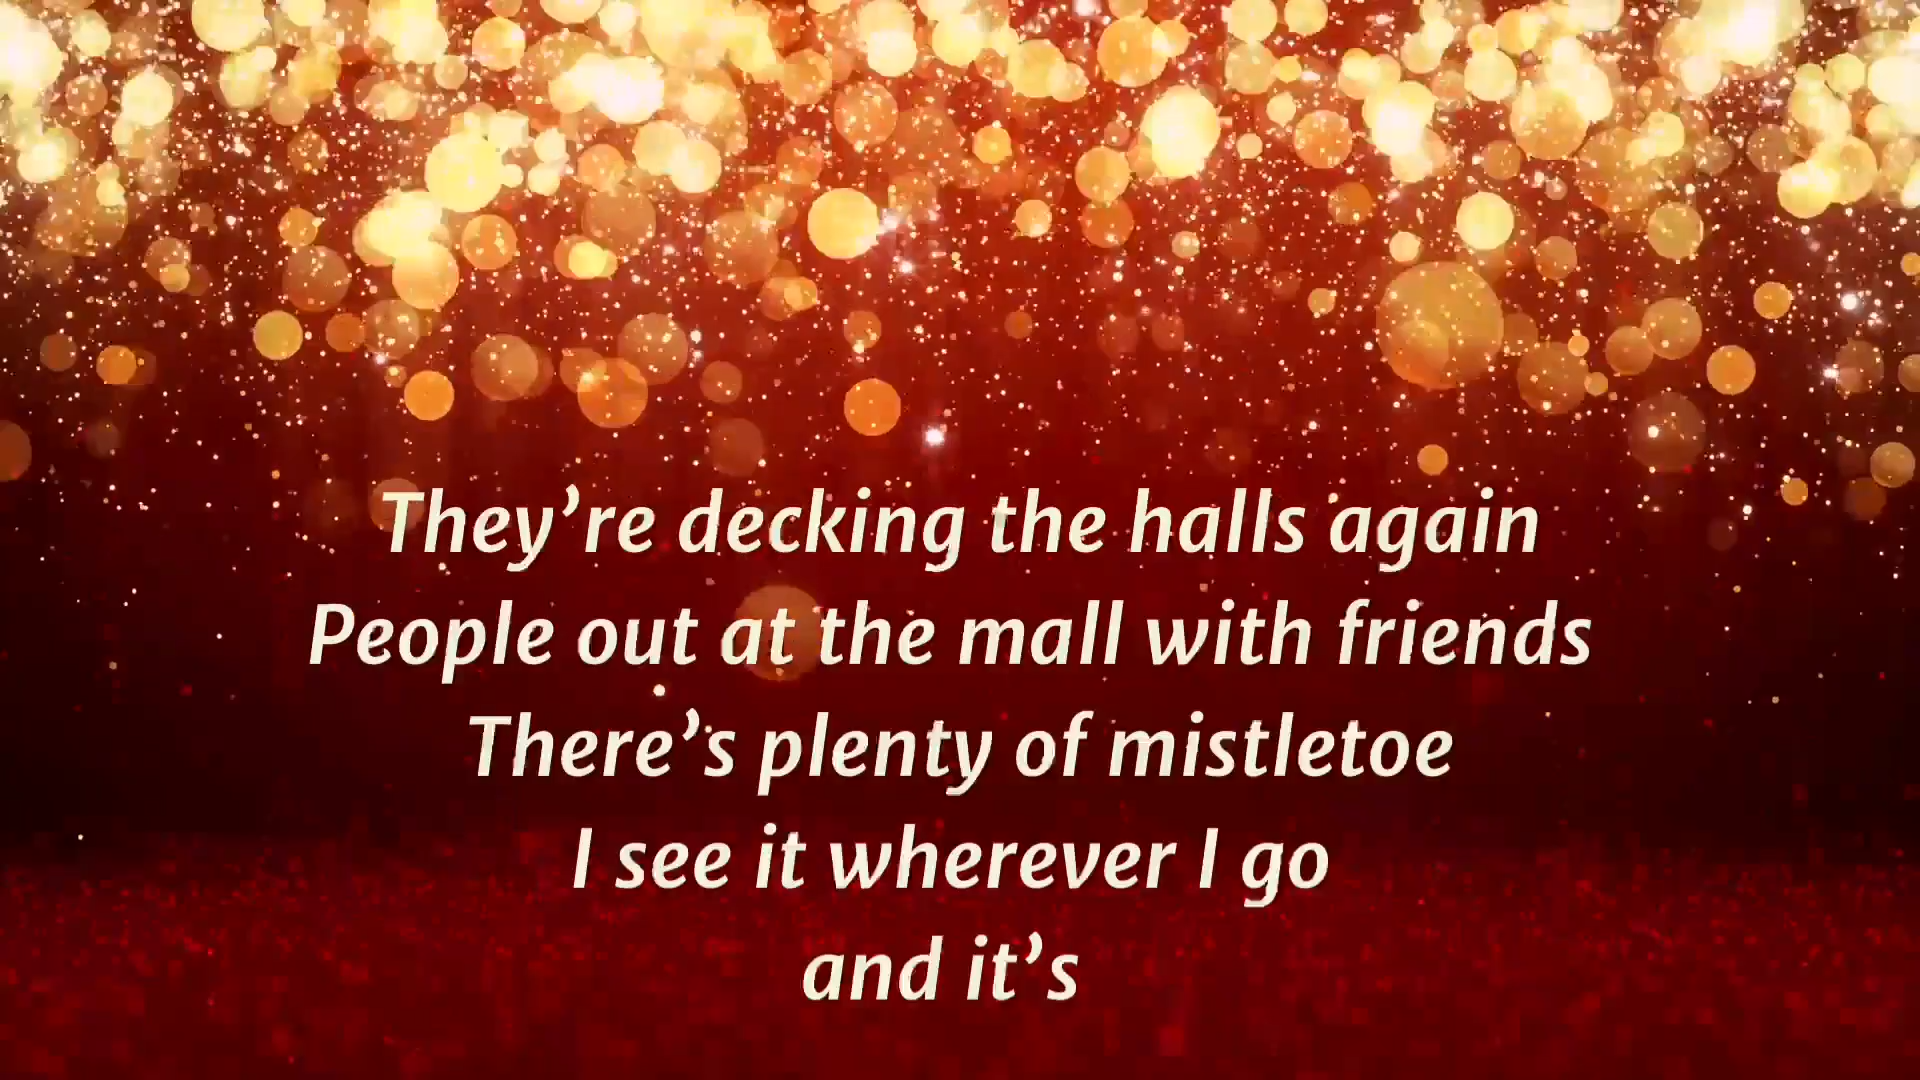 They’re decking the halls again
People out at the mall with friends
There’s plenty of mistletoe
I see it wherever I go
and it’s